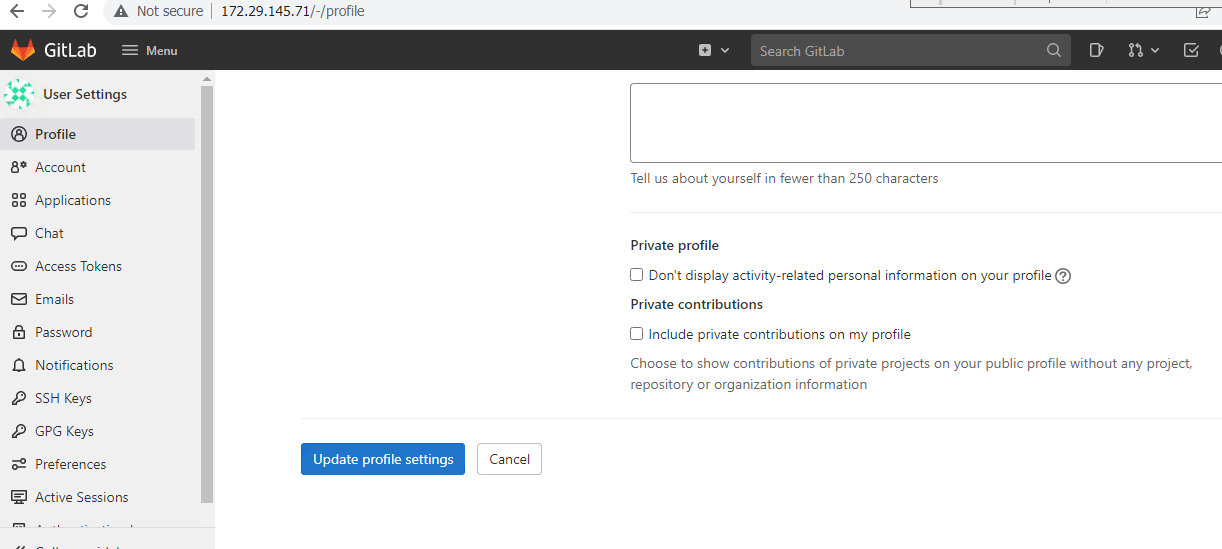 Not secure | 172.29.145.71/-/profile
GitLab Menu Search GitLab
User Settings
Profile
Account
Applications
Chat
Access Tokens
Emails
Password
Notifications
SSH Keys
GPG Keys
Preferences
Active Sessions
Tell us about yourself in fewer than 250 characters
Private profile
Don't display activity-related personal information on your profile
Private contributions
Include private contributions on my profile
Choose to show contributions of private projects on your public profile without any project,
repository or organization information
Update profile settings Cancel